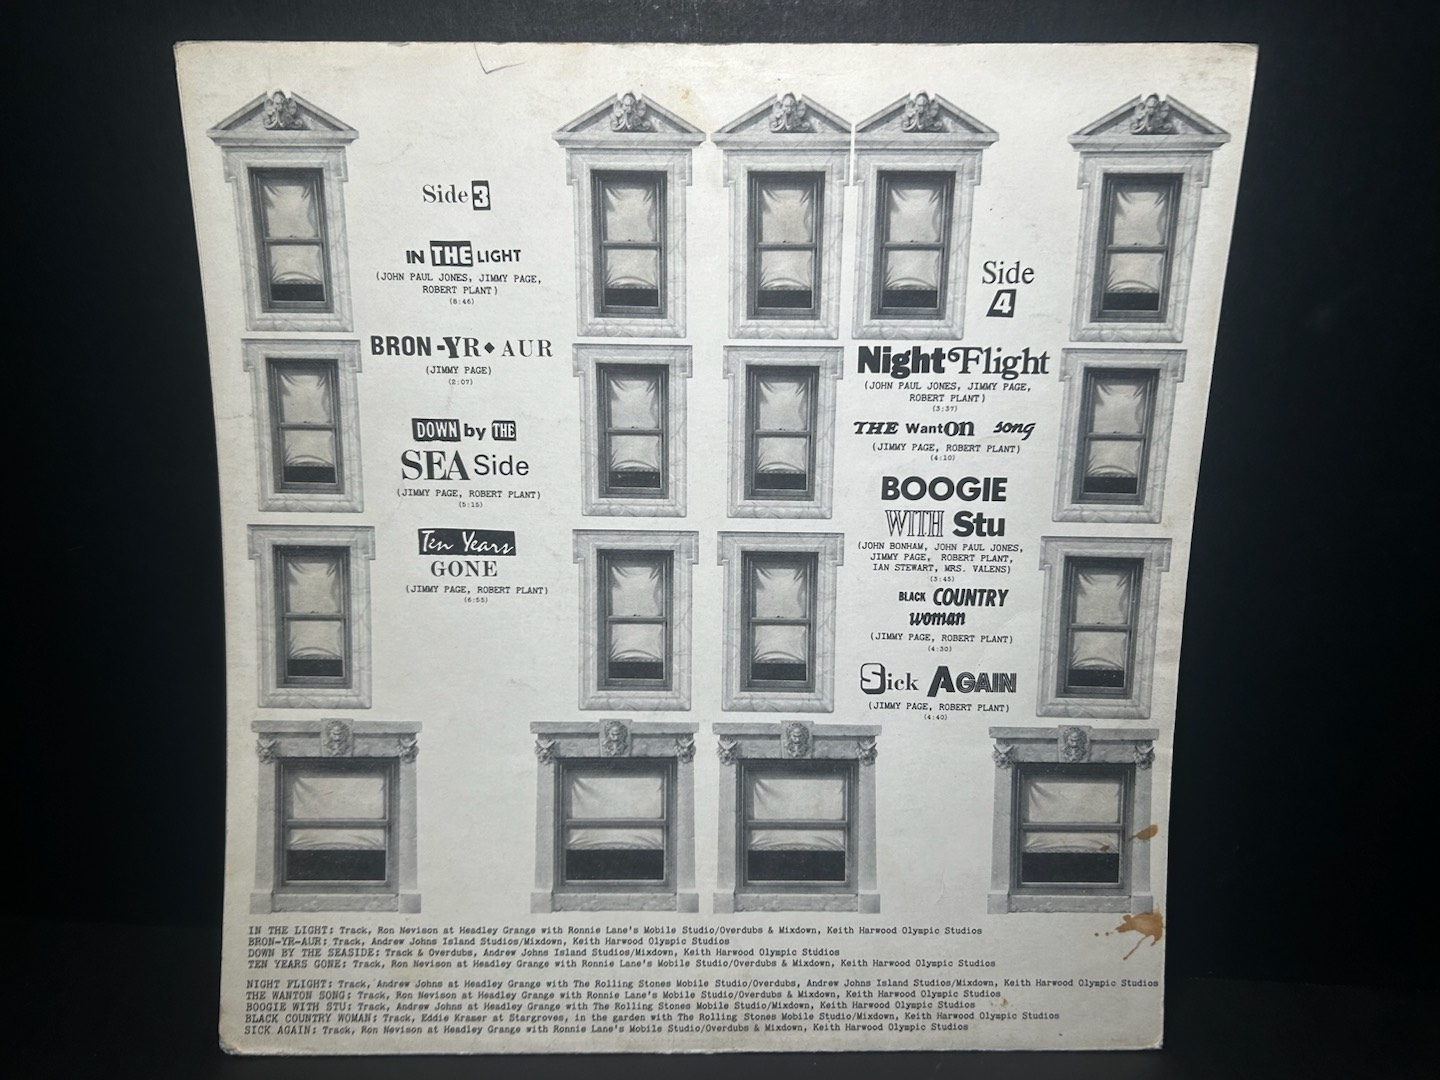 Side 3
IN THE LIGHT
(JOHN PAUL JONES, JIMMY PAGE,
ROBERT PLANT)
(8:46)
BRON-YR◆AUR
(JIMMY PAGE)
(2:07)
DOWN by THE
SEA Side
(JIMMY PAGE, ROBERT PLANT)
(5:15)
Ten Years
GONE
(JIMMY PAGE, ROBERT PLANT)
(6:55)
Side
4
Night Flight
(JOHN PAUL JONES, JIMMY PAGE,
ROBERT PLANT)
(3:37)
THE WantOn song
(JIMMY PAGE, ROBERT PLANT)
(4:10)
BOOGIE
WITH Stu
(JOHN BONHAM, JOHN PAUL JONES,
JIMMY PAGE, ROBERT PLANT,
IAN STEWART, MRS. VALENS)
(3:45)
BLACK COUNTRY
woman
(JIMMY PAGE, ROBERT PLANT)
(4:30)
Sick AGAIN
(JIMMY PAGE, ROBERT PLANT)
(4:40)
IN THE LIGHT: Track, Ron Nevison at Headley Grange with Ronnie Lane's Mobile Studio/Overdubs & Mixdown, Keith Harwood Olympic Studios
BRON-YR-AUR: Track, Andrew Johns Island Studios/Mixdown, Keith Harwood Olympic Studios
DOWN BY THE SEASIDE: Track & Overdubs, Andrew Johns Island Studios/Mixdown, Keith Harwood Olympic Studios
TEN YEARS GONE: Track, Ron Nevison at Headley Grange with Ronnie Lane's Mobile Studio/Overdubs & Mixdown, Keith Harwood Olympic Studios
NIGHT FLIGHT: Track, Andrew Johns at Headley Grange with The Rolling Stones Mobile Studio/Overdubs, Andrew Johns Island Studios/Mixdown, Keith Harwood Olympic Studios
THE WANTON SONG: Track, Ron Nevison at Headley Grange with Ronnie Lane's Mobile Studio/Overdubs & Mixdown, Keith Harwood Olympic Studios
BOOGIE WITH STU: Track, Andrew Johns at Headley Grange with The Rolling Stones Mobile Studio/Mixdown, Keith Harwood Olympic Studios
BLACK COUNTRY WOMAN: Track, Eddie Kramer at Stargroves, in the garden with The Rolling Stones Mobile Studio/Mixdown, Keith Harwood Olympic Studios
SICK AGAIN: Track, Ron Nevison at Headley Grange with Ronnie Lane's Mobile Studio/Overdubs & Mixdown, Keith Harwood Olympic Studios